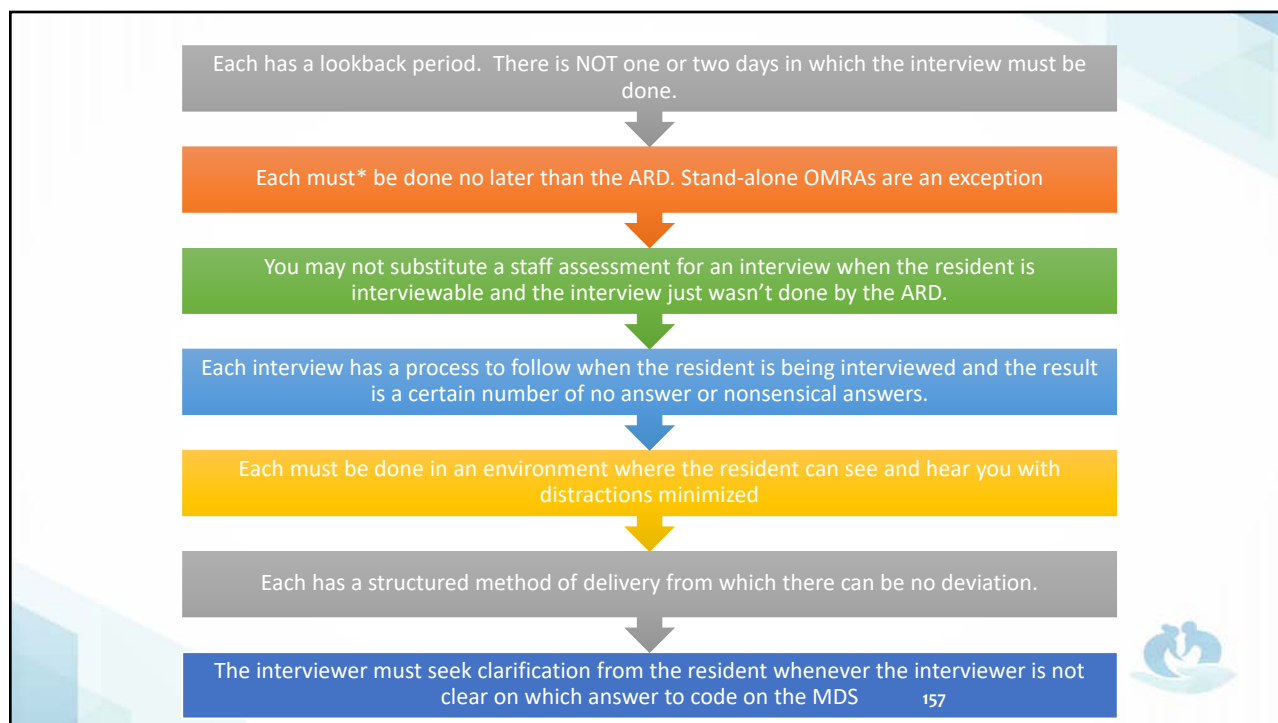 Each has a lookback period.  There is NOT one or two days in which the interview must be
done.
Each must* be done no later than the ARD. Stand-alone OMRAs are an exception
You may not substitute a staff assessment for an interview when the resident is
interviewable and the interview just wasn’t done by the ARD.
Each interview has a process to follow when the resident is being interviewed and the result
is a certain number of no answer or nonsensical answers.
Each must be done in an environment where the resident can see and hear you with
distractions minimized
Each has a structured method of delivery from which there can be no deviation.
The interviewer must seek clarification from the resident whenever the interviewer is not
clear on which answer to code on the MDS
157